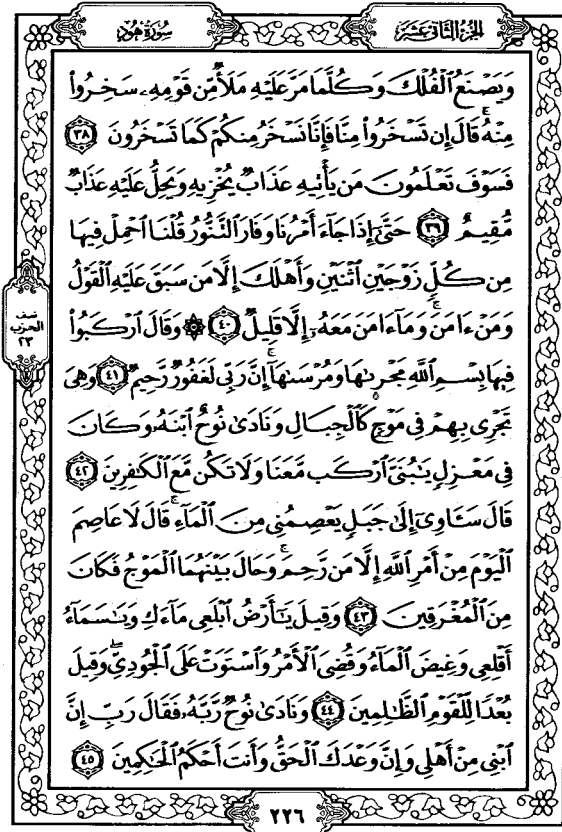 الجزء الثاني عشر
سورة هود
وَيَصْنَعُ ٱلْفُلْكَ وَكُلَّمَا مَرَّ عَلَيْهِ مَلَأٌ مِّن قَوْمِهِۦ سَخِرُوا۟
مِنْهُ ۚ قَالَ إِن تَسْخَرُوا۟ مِنَّا فَإِنَّا نَسْخَرُ مِنكُمْ كَمَا تَسْخَرُونَ ٣٨
فَسَوْفَ تَعْلَمُونَ مَن يَأْتِيهِ عَذَابٌ يُخْزِيهِ وَيَحِلُّ عَلَيْهِ عَذَابٌ
مُّقِيمٌ ٣٩ حَتَّىٰٓ إِذَا جَآءَ أَمْرُنَا وَفَارَ ٱلتَّنُّورُ قُلْنَا ٱحْمِلْ فِيهَا
مِن كُلٍّ زَوْجَيْنِ ٱثْنَيْنِ وَأَهْلَكَ إِلَّا مَن سَبَقَ عَلَيْهِ ٱلْقَوْلُ
وَمَنْ ءَامَنَ ۚ وَمَآ ءَامَنَ مَعَهُۥٓ إِلَّا قَلِيلٌ ٤٠ ۞ وَقَالَ ٱرْكَبُوا۟
فِيهَا بِسْمِ ٱللَّهِ مَجْر۪ىٰهَا وَمُرْسَىٰهَآ ۚ إِنَّ رَبِّى لَغَفُورٌ رَّحِيمٌ ٤١ وَهِىَ
تَجْرِى بِهِمْ فِى مَوْجٍ كَٱلْجِبَالِ وَنَادَىٰ نُوحٌ ٱبْنَهُۥ وَكَانَ
فِى مَعْزِلٍ يَٰبُنَىَّ ٱرْكَب مَّعَنَا وَلَا تَكُن مَّعَ ٱلْكَٰفِرِينَ ٤٢
قَالَ سَـَٔاوِىٓ إِلَىٰ جَبَلٍ يَعْصِمُنِى مِنَ ٱلْمَآءِ ۚ قَالَ لَا عَاصِمَ
ٱلْيَوْمَ مِنْ أَمْرِ ٱللَّهِ إِلَّا مَن رَّحِمَ ۚ وَحَالَ بَيْنَهُمَا ٱلْمَوْجُ فَكَانَ
مِنَ ٱلْمُغْرَقِينَ ٤٣ وَقِيلَ يَٰٓأَرْضُ ٱبْلَعِى مَآءَكِ وَيَٰسَمَآءُ
أَقْلِعِى وَغِيضَ ٱلْمَآءُ وَقُضِىَ ٱلْأَمْرُ وَٱسْتَوَتْ عَلَى ٱلْجُودِىِّ ۖ وَقِيلَ
بُعْدًا لِّلْقَوْمِ ٱلظَّٰلِمِينَ ٤٤ وَنَادَىٰ نُوحٌ رَّبَّهُۥ فَقَالَ رَبِّ إِنَّ
ٱبْنِى مِنْ أَهْلِى وَإِنَّ وَعْدَكَ ٱلْحَقُّ وَأَنتَ أَحْكَمُ ٱلْحَٰكِمِينَ ٤٥
نصف
الحزب
٢٣
٢٢٦